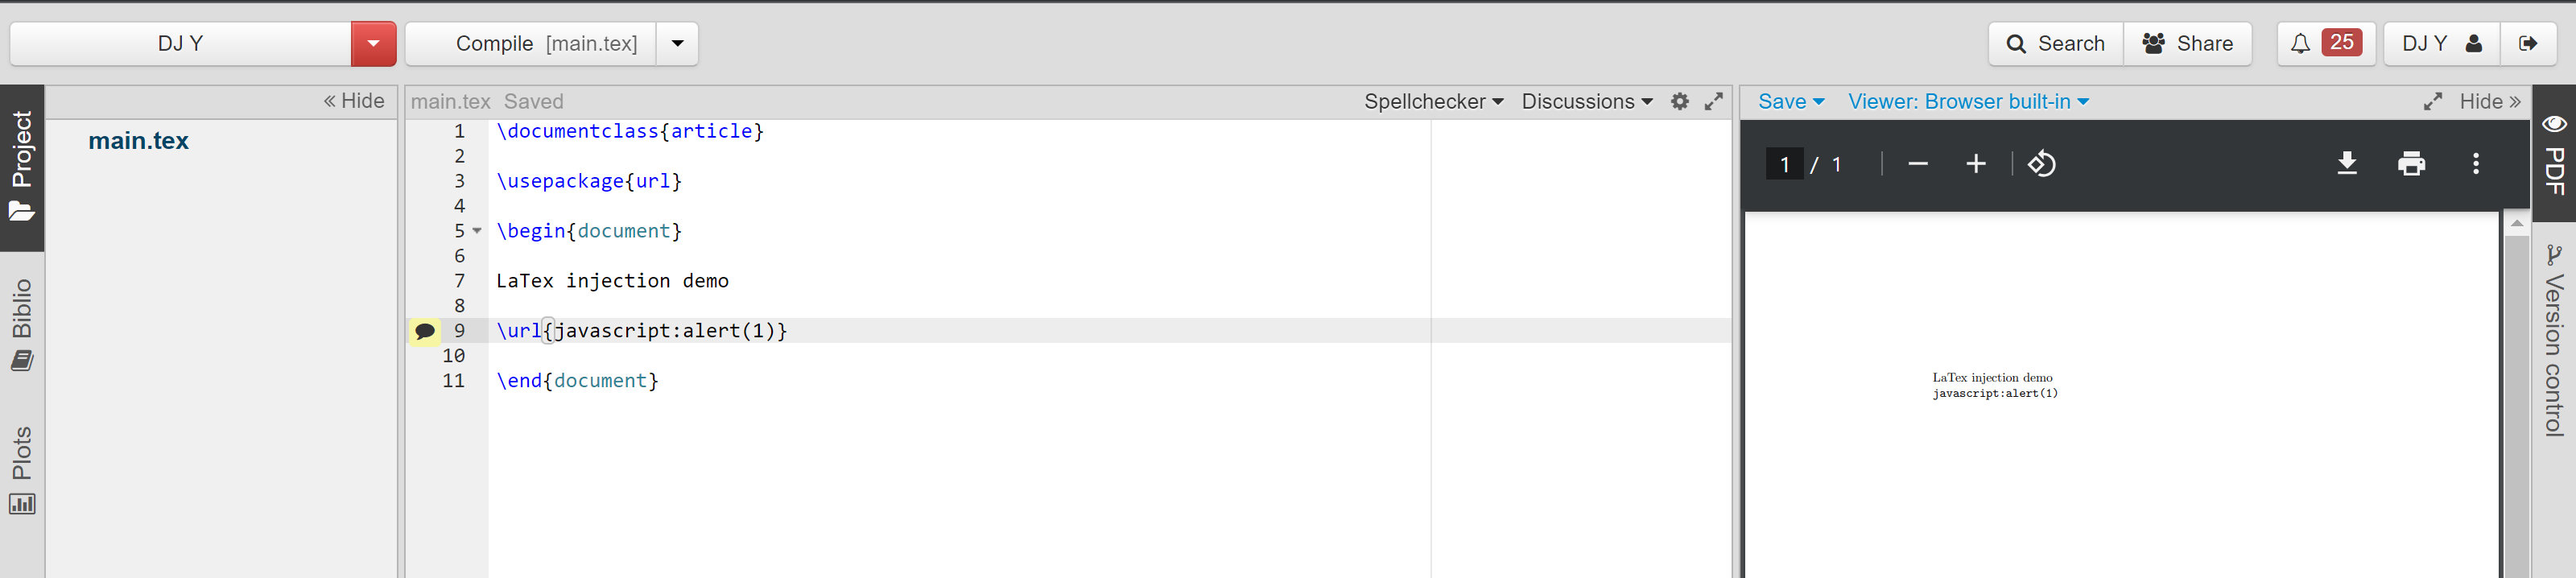 DJ Y
Compile [main.tex]
Search
Share
25
DJ Y
Project
Biblio
Plots
« Hide
main.tex
main.tex Saved
Spellchecker
Discussions
1 \documentclass{article}
2
3 \usepackage{url}
4
5 \begin{document}
6
7 LaTex injection demo
8
9 \url{javascript:alert(1)}
10
11 \end{document}
Save
Viewer: Browser built-in
Hide »
1 / 1
LaTex injection demo
javascript:alert(1)
PDF
Version control